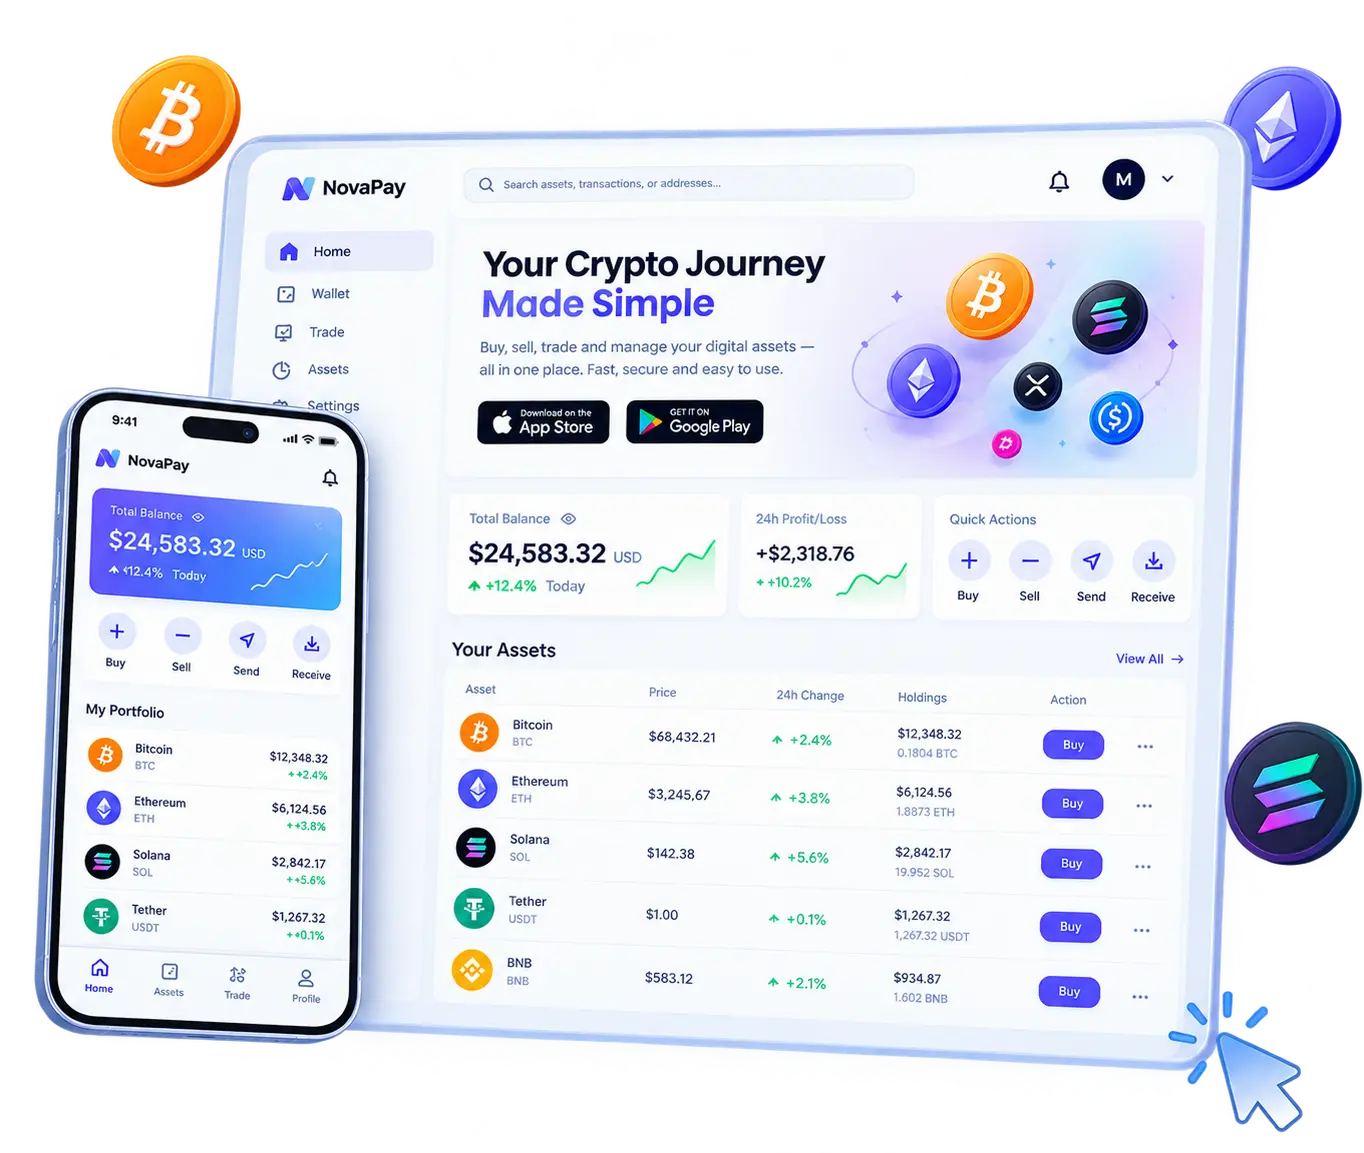 NovaPay
Search assets, transactions, or addresses...
M
Home
Wallet
Trade
Assets
Settings
Your Crypto Journey
Made Simple
Buy, sell, trade and manage your digital assets —
all in one place. Fast, secure and easy to use.
Download on the
App Store
GET IT ON
Google Play
Total Balance
$24,583.32 USD
+12.4% Today
24h Profit/Loss
+$2,318.76
+ +10.2%
Quick Actions
Buy
Sell
Send
Receive
Your Assets
View All →
Asset Price 24h Change Holdings Action
Bitcoin
BTC
$68,432.21
+2.4%
$12,348.32
0.1804 BTC
Buy
Ethereum
ETH
$3,245,67
+3.8%
$6,124.56
1.8873 ETH
Buy
Solana
SOL
$142.38
+5.6%
$2,842.17
19.952 SOL
Buy
Tether
USDT
$1.00
+0.1%
$1,267.32
1,267.32 USDT
Buy
BNB
BNB
$583.12
+2.1%
$934.87
1.602 BNB
Buy
9:41
NovaPay
Total Balance
$24,583.32 USD
+12.4% Today
Buy
Sell
Send
Receive
My Portfolio
Bitcoin
BTC
$12,348.32
++2.4%
Ethereum
ETH
$6,124.56
++3.8%
Solana
SOL
$2,842.17
++5.6%
Tether
USDT
$1,267.32
++0.1%
Home
Assets
Trade
Profile